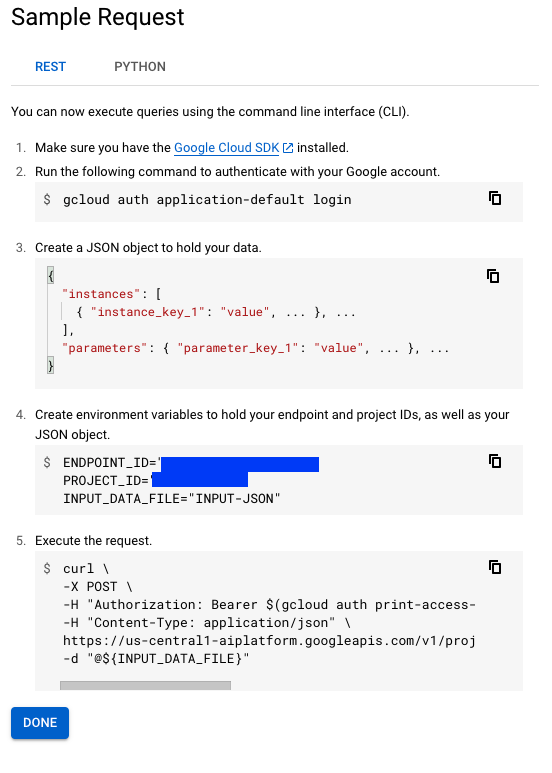 Sample Request
REST PYTHON
You can now execute queries using the command line interface (CLI).
1. Make sure you have the Google Cloud SDK installed.
2. Run the following command to authenticate with your Google account.
$ gcloud auth application-default login
3. Create a JSON object to hold your data.
{
"instances": [
{ "instance_key_1": "value", ... }, ...
],
"parameters": { "parameter_key_1": "value", ... }, ...
}
4. Create environment variables to hold your endpoint and project IDs, as well as your
JSON object.
$ ENDPOINT_ID="
PROJECT_ID="
INPUT_DATA_FILE="INPUT-JSON"
5. Execute the request.
$ curl \
-X POST \
-H "Authorization: Bearer $(gcloud auth print-access-
-H "Content-Type: application/json" \
https://us-central1-aiplatform.googleapis.com/v1/proj
-d "@${INPUT_DATA_FILE}"
DONE